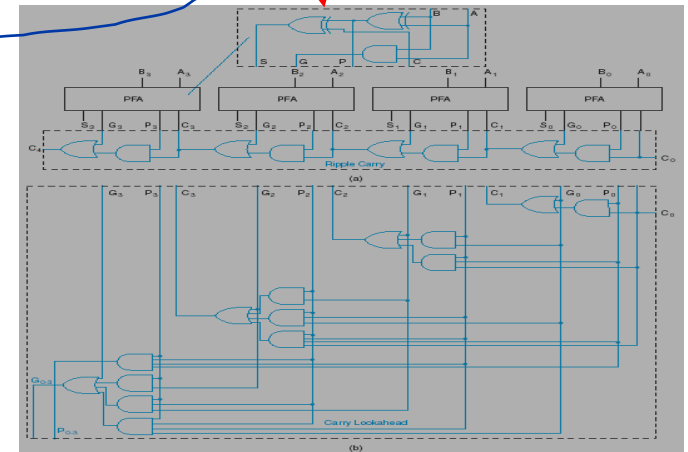 B A
S G P C
B₃ A₃ B₂ A₂ B₁ A₁ B₀ A₀
PFA PFA PFA PFA
S₃ G₃ P₃ C₃ S₂ G₂ P₂ C₂ S₁ G₁ P₁ C₁ S₀ G₀ P₀
C₄ C₀
Ripple Carry
(a)
G₃ P₃ C₃ G₂ P₂ C₂ G₁ P₁ C₁ G₀ P₀
C₀
G₀₋₃
Carry Lookahead
P₀₋₃
(b)